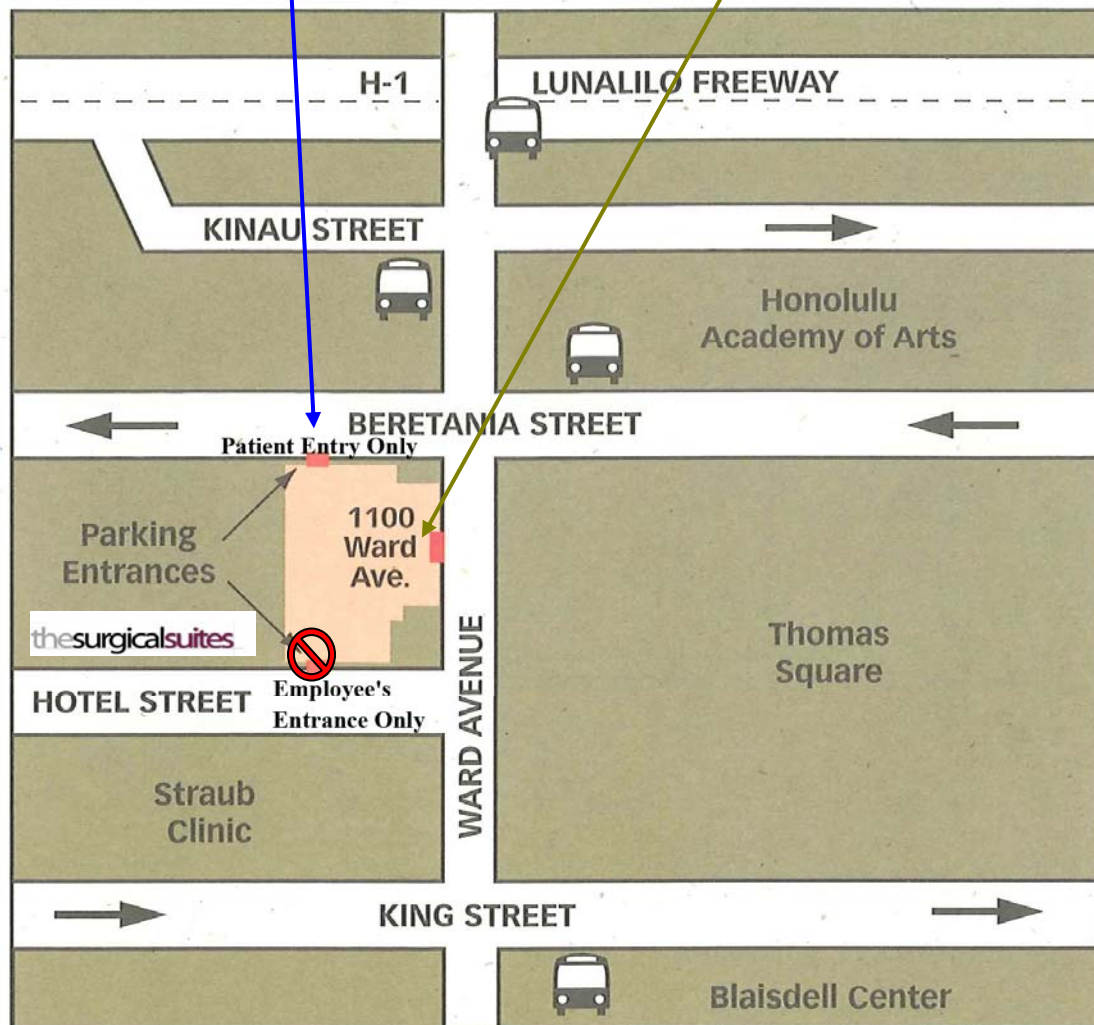 H-1
LUNALILO FREEWAY
KINAU STREET
Honolulu
Academy of Arts
BERETANIA STREET
Patient Entry Only
1100
Ward
Ave.
Parking
Entrances
thesurgicalsuites
HOTEL STREET
Employee's
Entrance Only
WARD AVENUE
Thomas
Square
Straub
Clinic
KING STREET
Blaisdell Center